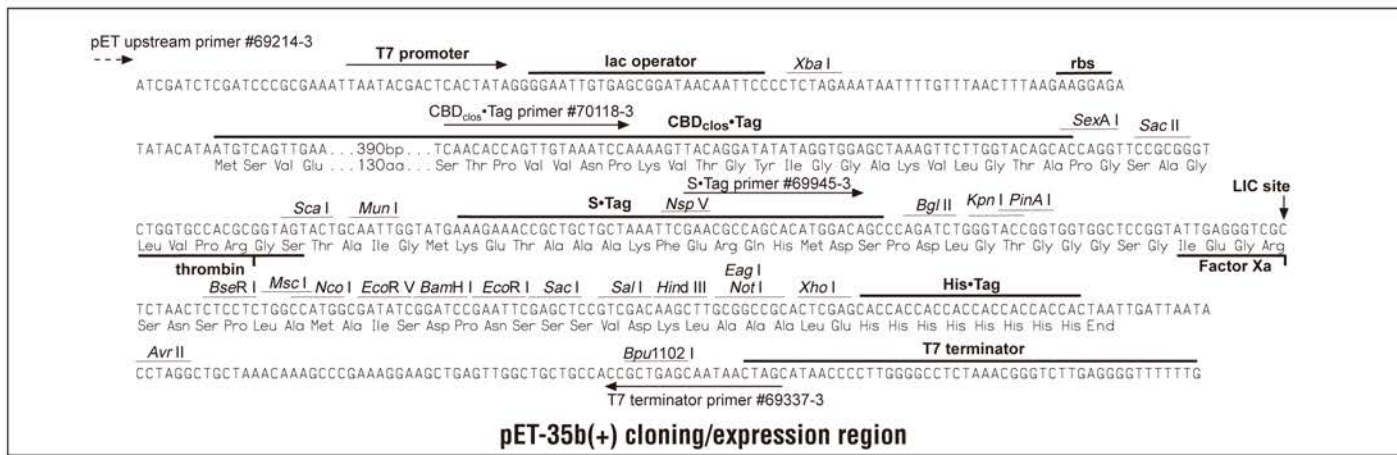 pET upstream primer #69214-3
T7 promoter lac operator Xba I rbs
ATCGATCTCGATCCCGCGAAATTAATACGACTCACTATAGGGGAATTGTGAGCGGATAACAATTCCCCTCTAGAAATAATTTTGTTTAACTTTAAGAAGGAGA
CBDclos•Tag primer #70118-3 CBDclos•Tag SexA I Sac II
TATACATAATGTCAGTTGAA...390bp...TCAACACCAGTTGTAAATCCAAAAGTTACAGGATATATAGGTGGAGCTAAAGTTCTTGGTACAGCACCAGGTTCCGCGGGT
Met Ser Val Glu ...130aa...Ser Thr Pro Val Val Asn Pro Lys Val Thr Gly Tyr Ile Gly Gly Ala Lys Val Leu Gly Thr Ala Pro Gly Ser Ala Gly
S•Tag primer #69945-3
Sca I Mun I S•Tag Nsp V Bgl II Kpn I PinA I LIC site
CTGGTGCCACGCGGTAGTACTGCAATTGGTATGAAAGAAACCGCTGCTGCTAAATTCGAACGCCAGCACATGGACAGCCCAGATCTGGGTACCGGTGGTGGCTCCGGTATTGAGGGTCGC
Leu Val Pro Arg Gly Ser Thr Ala Ile Gly Met Lys Glu Thr Ala Ala Ala Lys Phe Glu Arg Gln His Met Asp Ser Pro Asp Leu Gly Thr Gly Gly Gly Ser Gly Ile Glu Gly Arg
thrombin Factor Xa
BseR I Msc I Nco I EcoR V BamH I EcoR I Sac I Sal I Hind III Eag I Not I Xho I His•Tag
TCTAACTCTCCTCTGGCCATGGCGATATCGGATCCGAATTCGAGCTCCGTCGACAAGCTTGCGGCCGCACTCGAGCACCACCACCACCACCACCACCACTAATTGATTAATA
Ser Asn Ser Pro Leu Ala Met Ala Ile Ser Asp Pro Asn Ser Ser Ser Val Asp Lys Leu Ala Ala Ala Leu Glu His His His His His His His His End
Avr II Bpu1102 I T7 terminator
CCTAGGCTGCTAAACAAAGCCCGAAAGGAAGCTGAGTTGGCTGCTGCCACCGCTGAGCAATAACTAGCATAACCCCTTGGGGCCTCTAAACGGGTCTTGAGGGGTTTTTTG
T7 terminator primer #69337-3
pET-35b(+) cloning/expression region